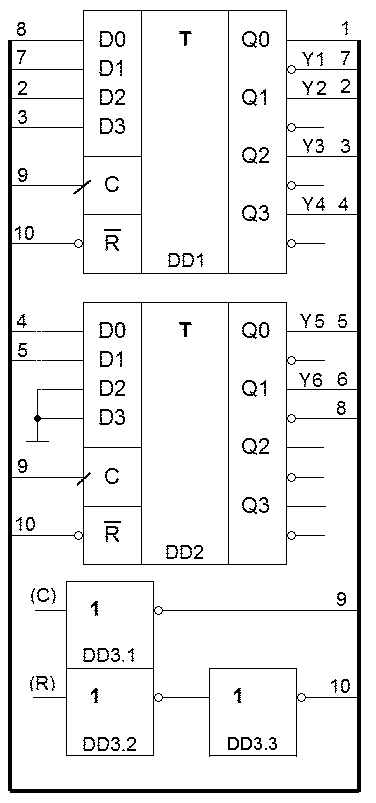 8 D0 T Q0 1
7 D1 Y1 7
2 D2 Q1 Y2 2
3 D3
Q2 Y3 3
9 C
Q3 Y4 4
10 R̅
DD1
4 D0 T Q0 Y5 5
5 D1
D2 Q1 Y6 6
D3 8
Q2
9 C
Q3
10 R̅
DD2
(C) 1 9
DD3.1
(R) 1 1 10
DD3.2 DD3.3